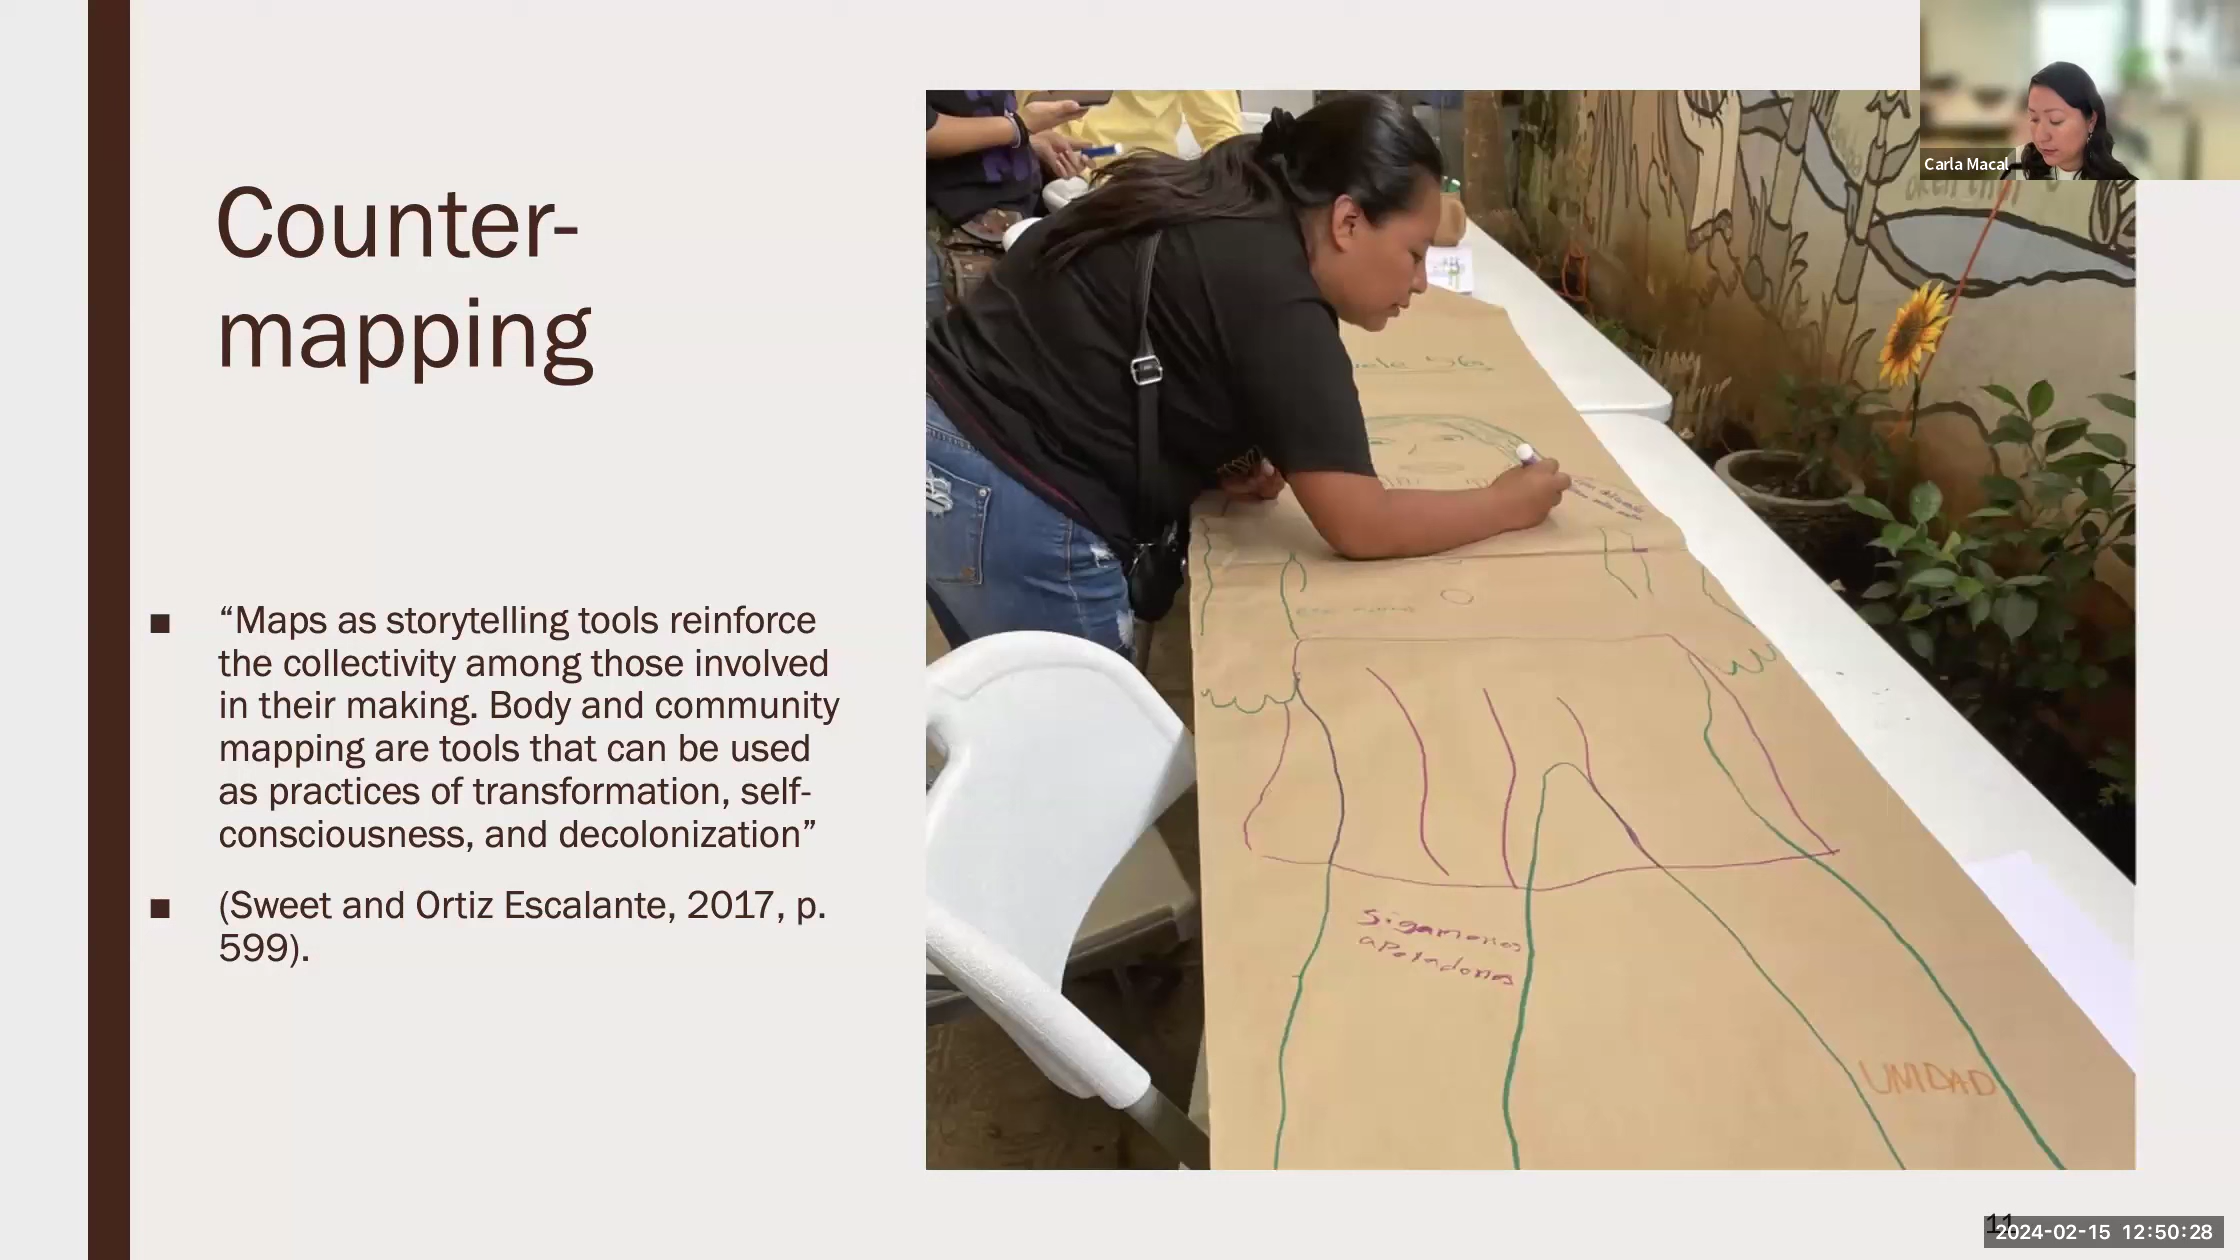 Counter-
mapping
■ “Maps as storytelling tools reinforce
the collectivity among those involved
in their making. Body and community
mapping are tools that can be used
as practices of transformation, self-
consciousness, and decolonization”
■ (Sweet and Ortiz Escalante, 2017, p.
599).
Carla Macal
Sigamonos
apoladonos
UNIDAD
11
2024-02-15 12:50:28